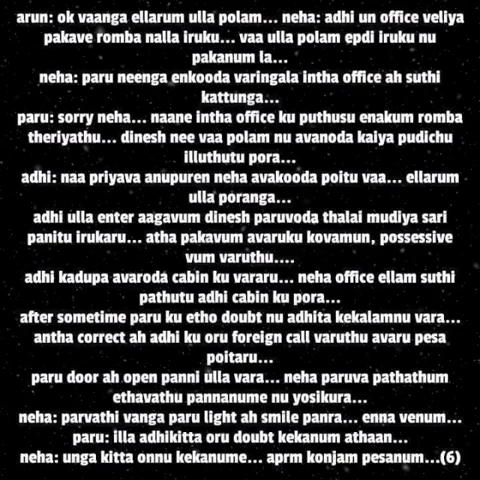 arun: ok vaanga ellarum ulla polam... neha: adhi un office veliya
pakave romba nalla iruku... vaa ulla polam epdi iruku nu
pakanum la...
neha: paru neenga enkooda varingala intha office ah suthi
kattunga...
paru: sorry neha... naane intha office ku puthusu enakum romba
theriyathu... dinesh nee vaa polam nu avanoda kaiya pudichu
illuthutu pora...
adhi: naa priyava anupuren neha avakooda poitu vaa... ellarum
ulla poranga...
adhi ulla enter aagavum dinesh paruvoda thalai mudiya sari
panitu irukaru... atha pakavum avaruku kovamun, possessive
vum varuthu....
adhi kadupa avaroda cabin ku vararu... neha office ellam suthi
pathutu adhi cabin ku pora...
after sometime paru ku etho doubt nu adhita kekalamnu vara...
antha correct ah adhi ku oru foreign call varuthu avaru pesa
poitaru...
paru door ah open panni ulla vara... neha paruva pathathum
ethavathu pannanume nu yosikura...
neha: parvathi vanga paru light ah smile panra... enna venum...
paru: illa adhikitta oru doubt kekanum athaan...
neha: unga kitta onnu kekanume... aprm konjam pesanum...(6)